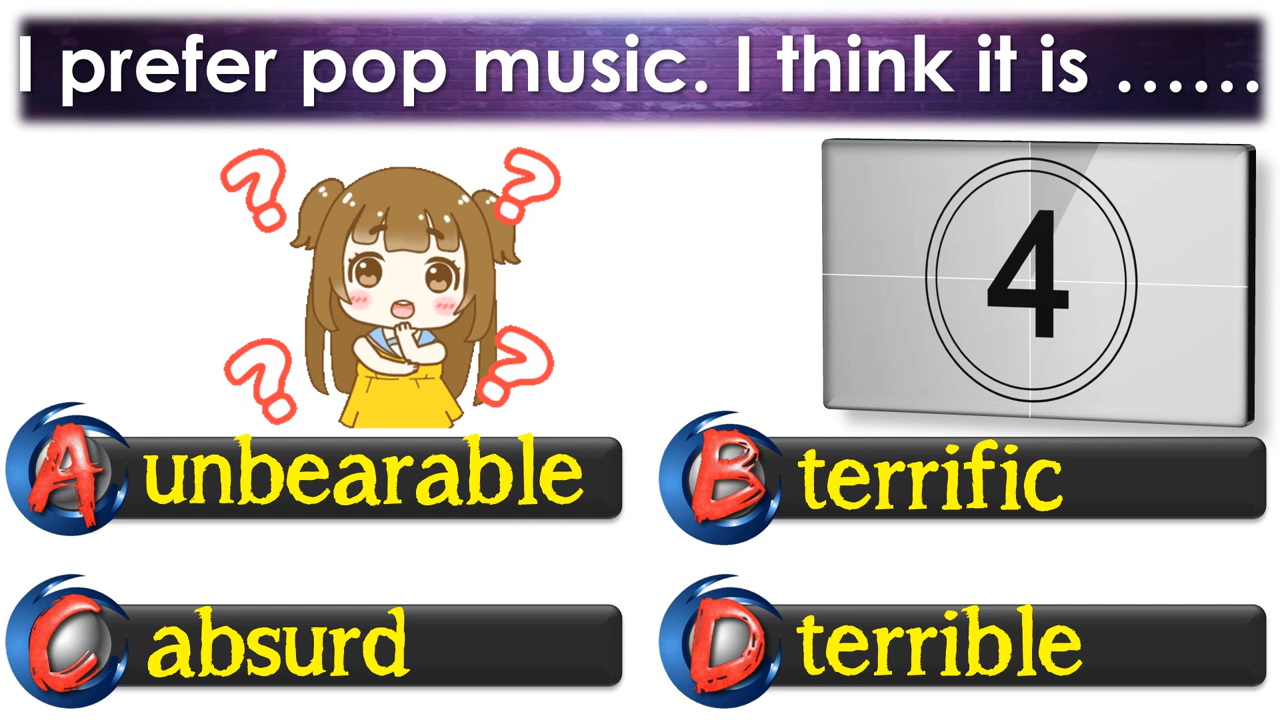 I prefer pop music. I think it is ......
4
A unbearable
B terrific
C absurd
D terrible